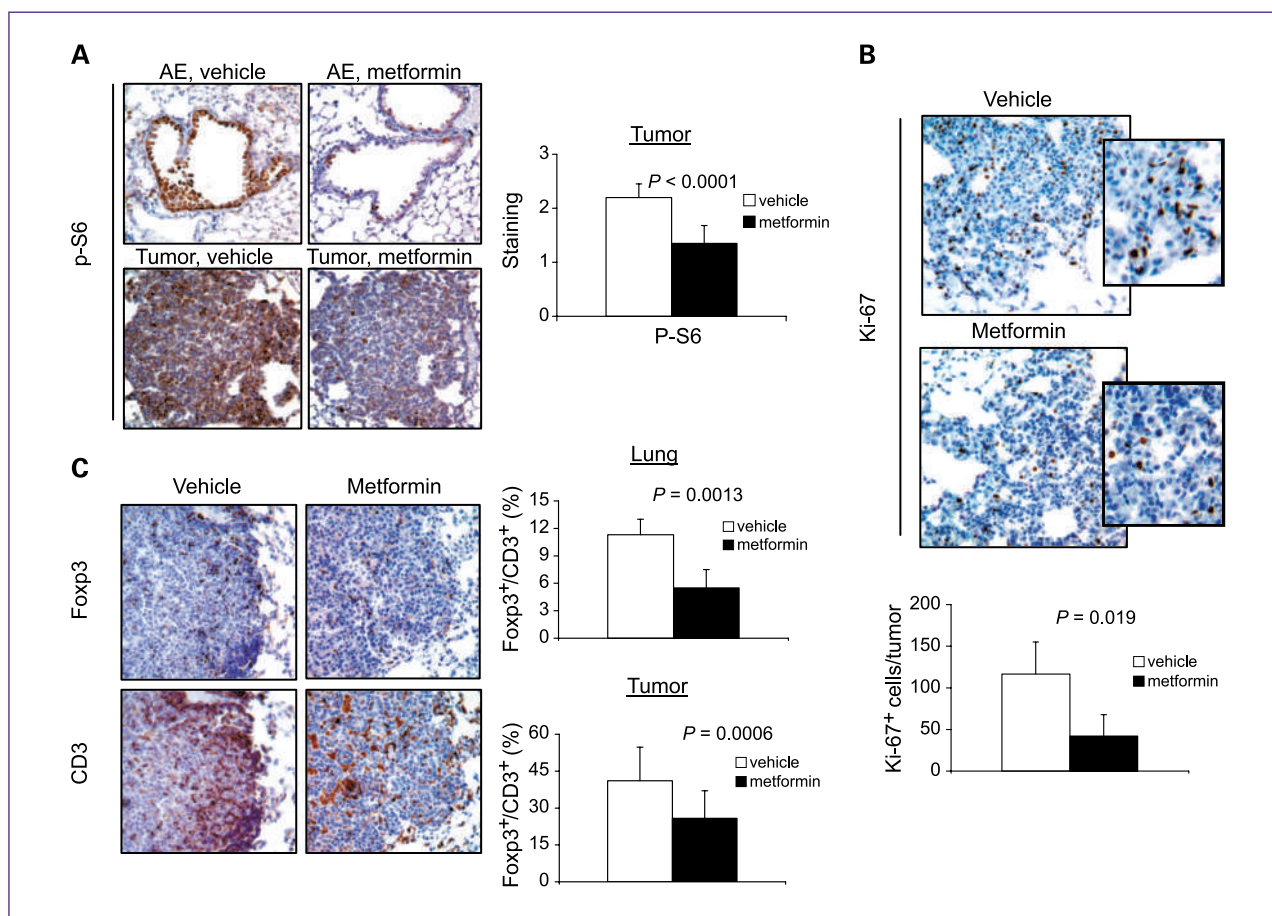 A
AE, vehicle
AE, metformin
p-S6
Tumor, vehicle
Tumor, metformin
Tumor
Staining
3
2
1
0
P < 0.0001
vehicle
metformin
P-S6
B
Vehicle
Ki-67
Metformin
Ki-67⁺ cells/tumor
200
150
100
50
0
P = 0.019
vehicle
metformin
C
Vehicle
Metformin
Foxp3
CD3
Lung
Foxp3⁺/CD3⁺ (%)
15
12
9
6
3
0
P = 0.0013
vehicle
metformin
Tumor
Foxp3⁺/CD3⁺ (%)
60
45
30
15
0
P = 0.0006
vehicle
metformin